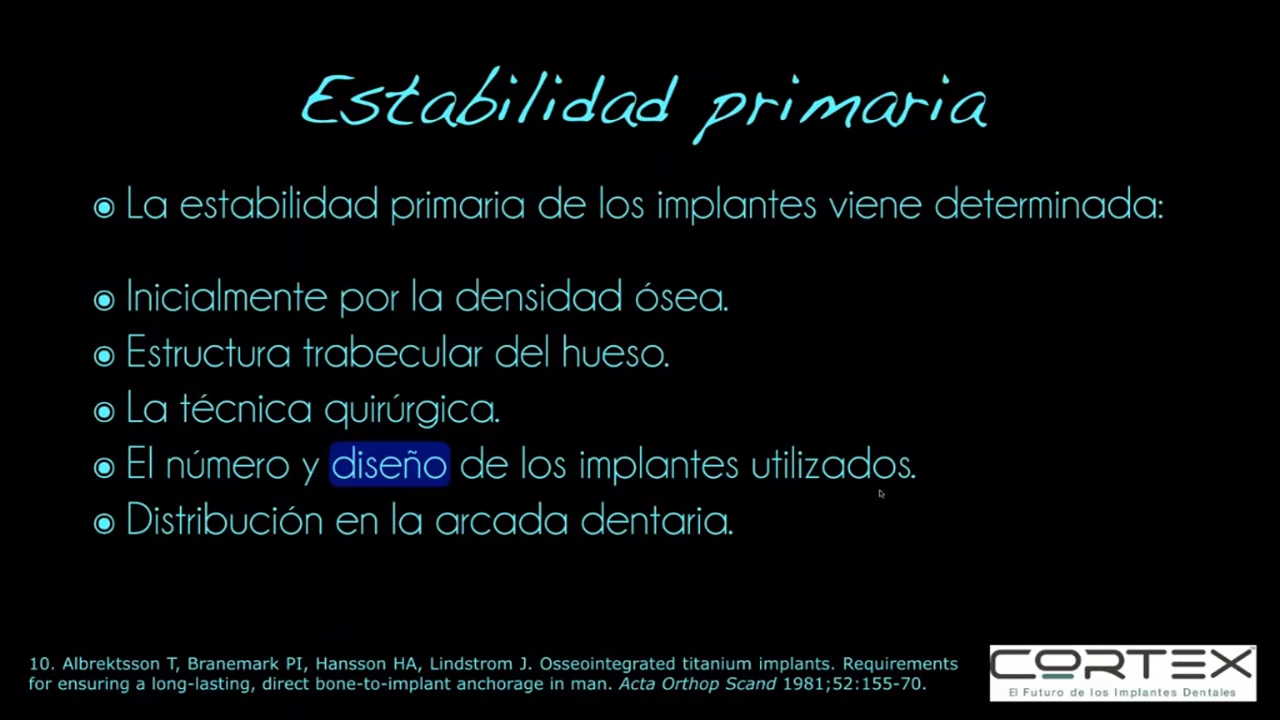 Estabilidad primaria
La estabilidad primaria de los implantes viene determinada:
Inicialmente por la densidad ósea.
Estructura trabecular del hueso.
La técnica quirúrgica.
El número y diseño de los implantes utilizados.
Distribución en la arcada dentaria.
10. Albrektsson T, Branemark PI, Hansson HA, Lindstrom J. Osseointegrated titanium implants. Requirements
for ensuring a long-lasting, direct bone-to-implant anchorage in man. Acta Orthop Scand 1981;52:155-70.
CORTEX
El Futuro de los Implantes Dentales